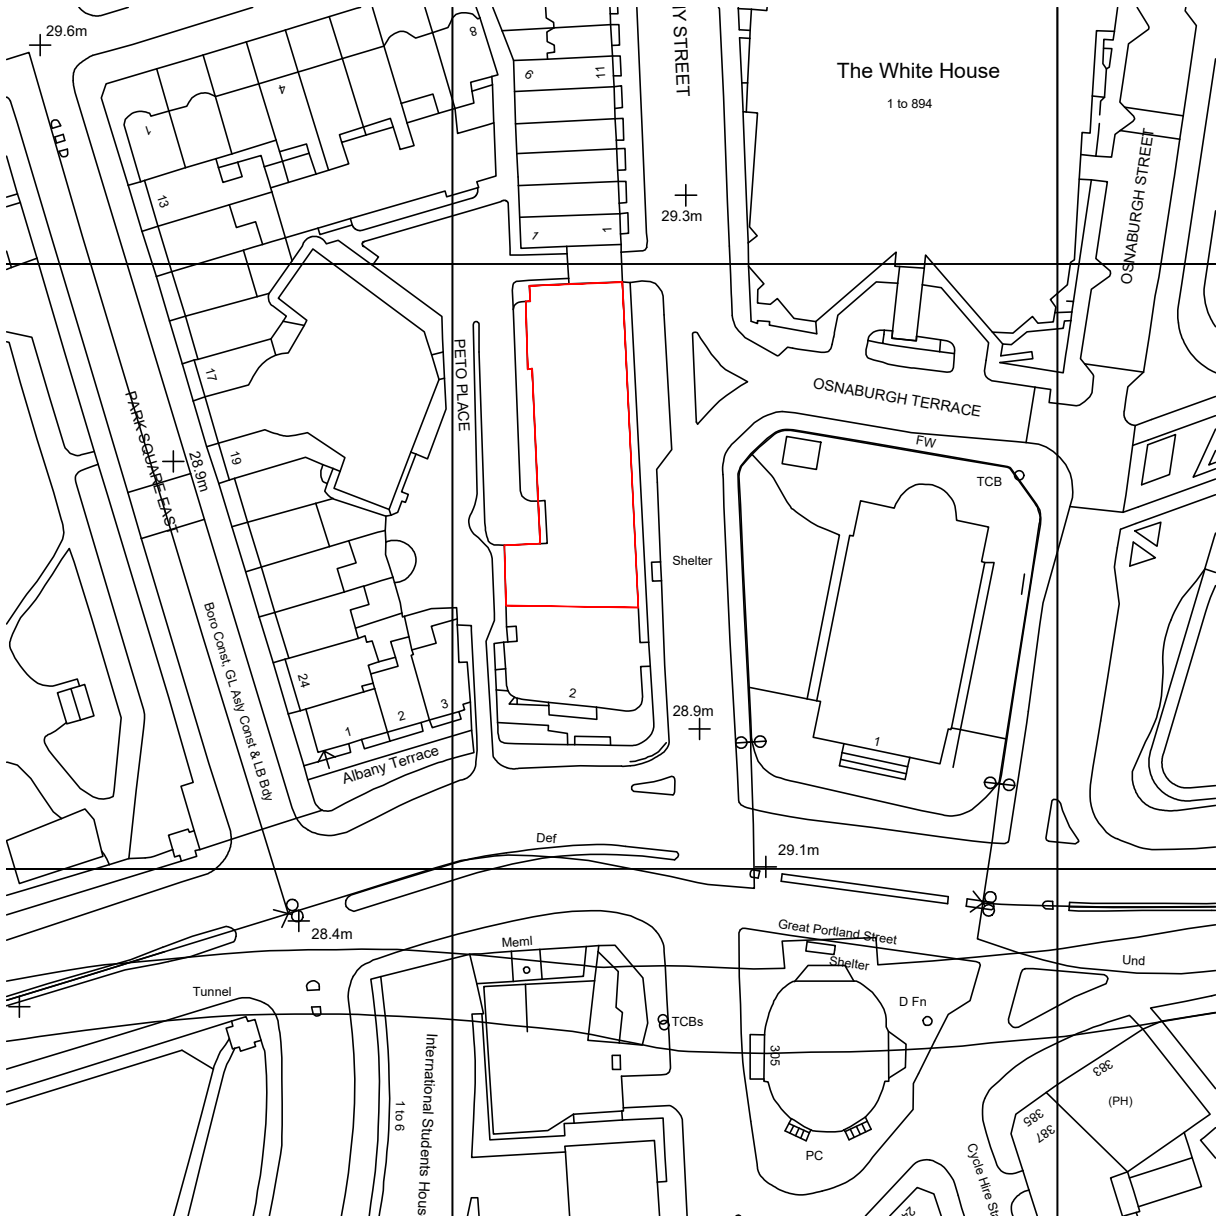 29.6m
8
Y STREET
The White House
1 to 894
9
11
4
1
OSNABURGH STREET
13
29.3m
1
1
PETO PLACE
17
OSNABURGH TERRACE
PARK SQUARE EAST
FW
19
28.9m
TCB
Shelter
Boro Const, GL Asly Const & LB Bdy
24
2
1
2
3
28.9m
1
Albany Terrace
Def
29.1m
28.4m
Meml
Great Portland Street
Shelter
Und
Tunnel
D Fn
TCBs
305
International Students Hous
1 to 6
383
(PH)
385
387
PC
Cycle Hire Sta